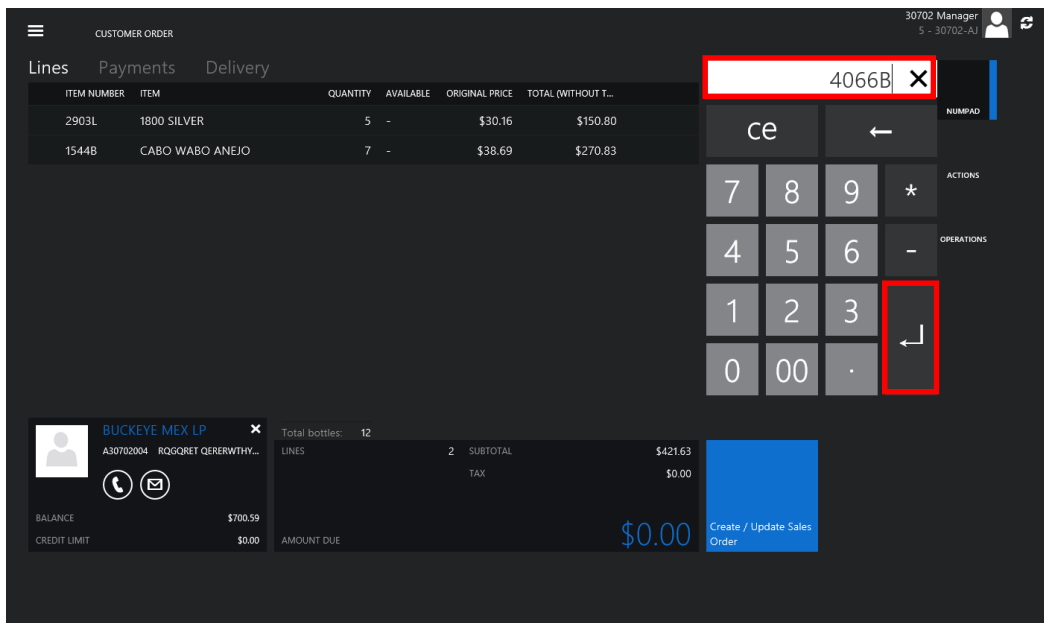 30702 Manager
5 - 30702-AJ
CUSTOMER ORDER
Lines Payments Delivery
ITEM NUMBER ITEM QUANTITY AVAILABLE ORIGINAL PRICE TOTAL (WITHOUT T...
2903L 1800 SILVER 5 - $30.16 $150.80
1544B CABO WABO ANEJO 7 - $38.69 $270.83
4066B
NUMPAD
ce
7 8 9 *
ACTIONS
4 5 6 -
OPERATIONS
1 2 3
0 00 .
BUCKEYE MEX LP
A30702004 RQGQRET QERERWTHY...
BALANCE $700.59
CREDIT LIMIT $0.00
Total bottles: 12
LINES 2 SUBTOTAL $421.63
TAX $0.00
AMOUNT DUE $0.00
Create / Update Sales
Order